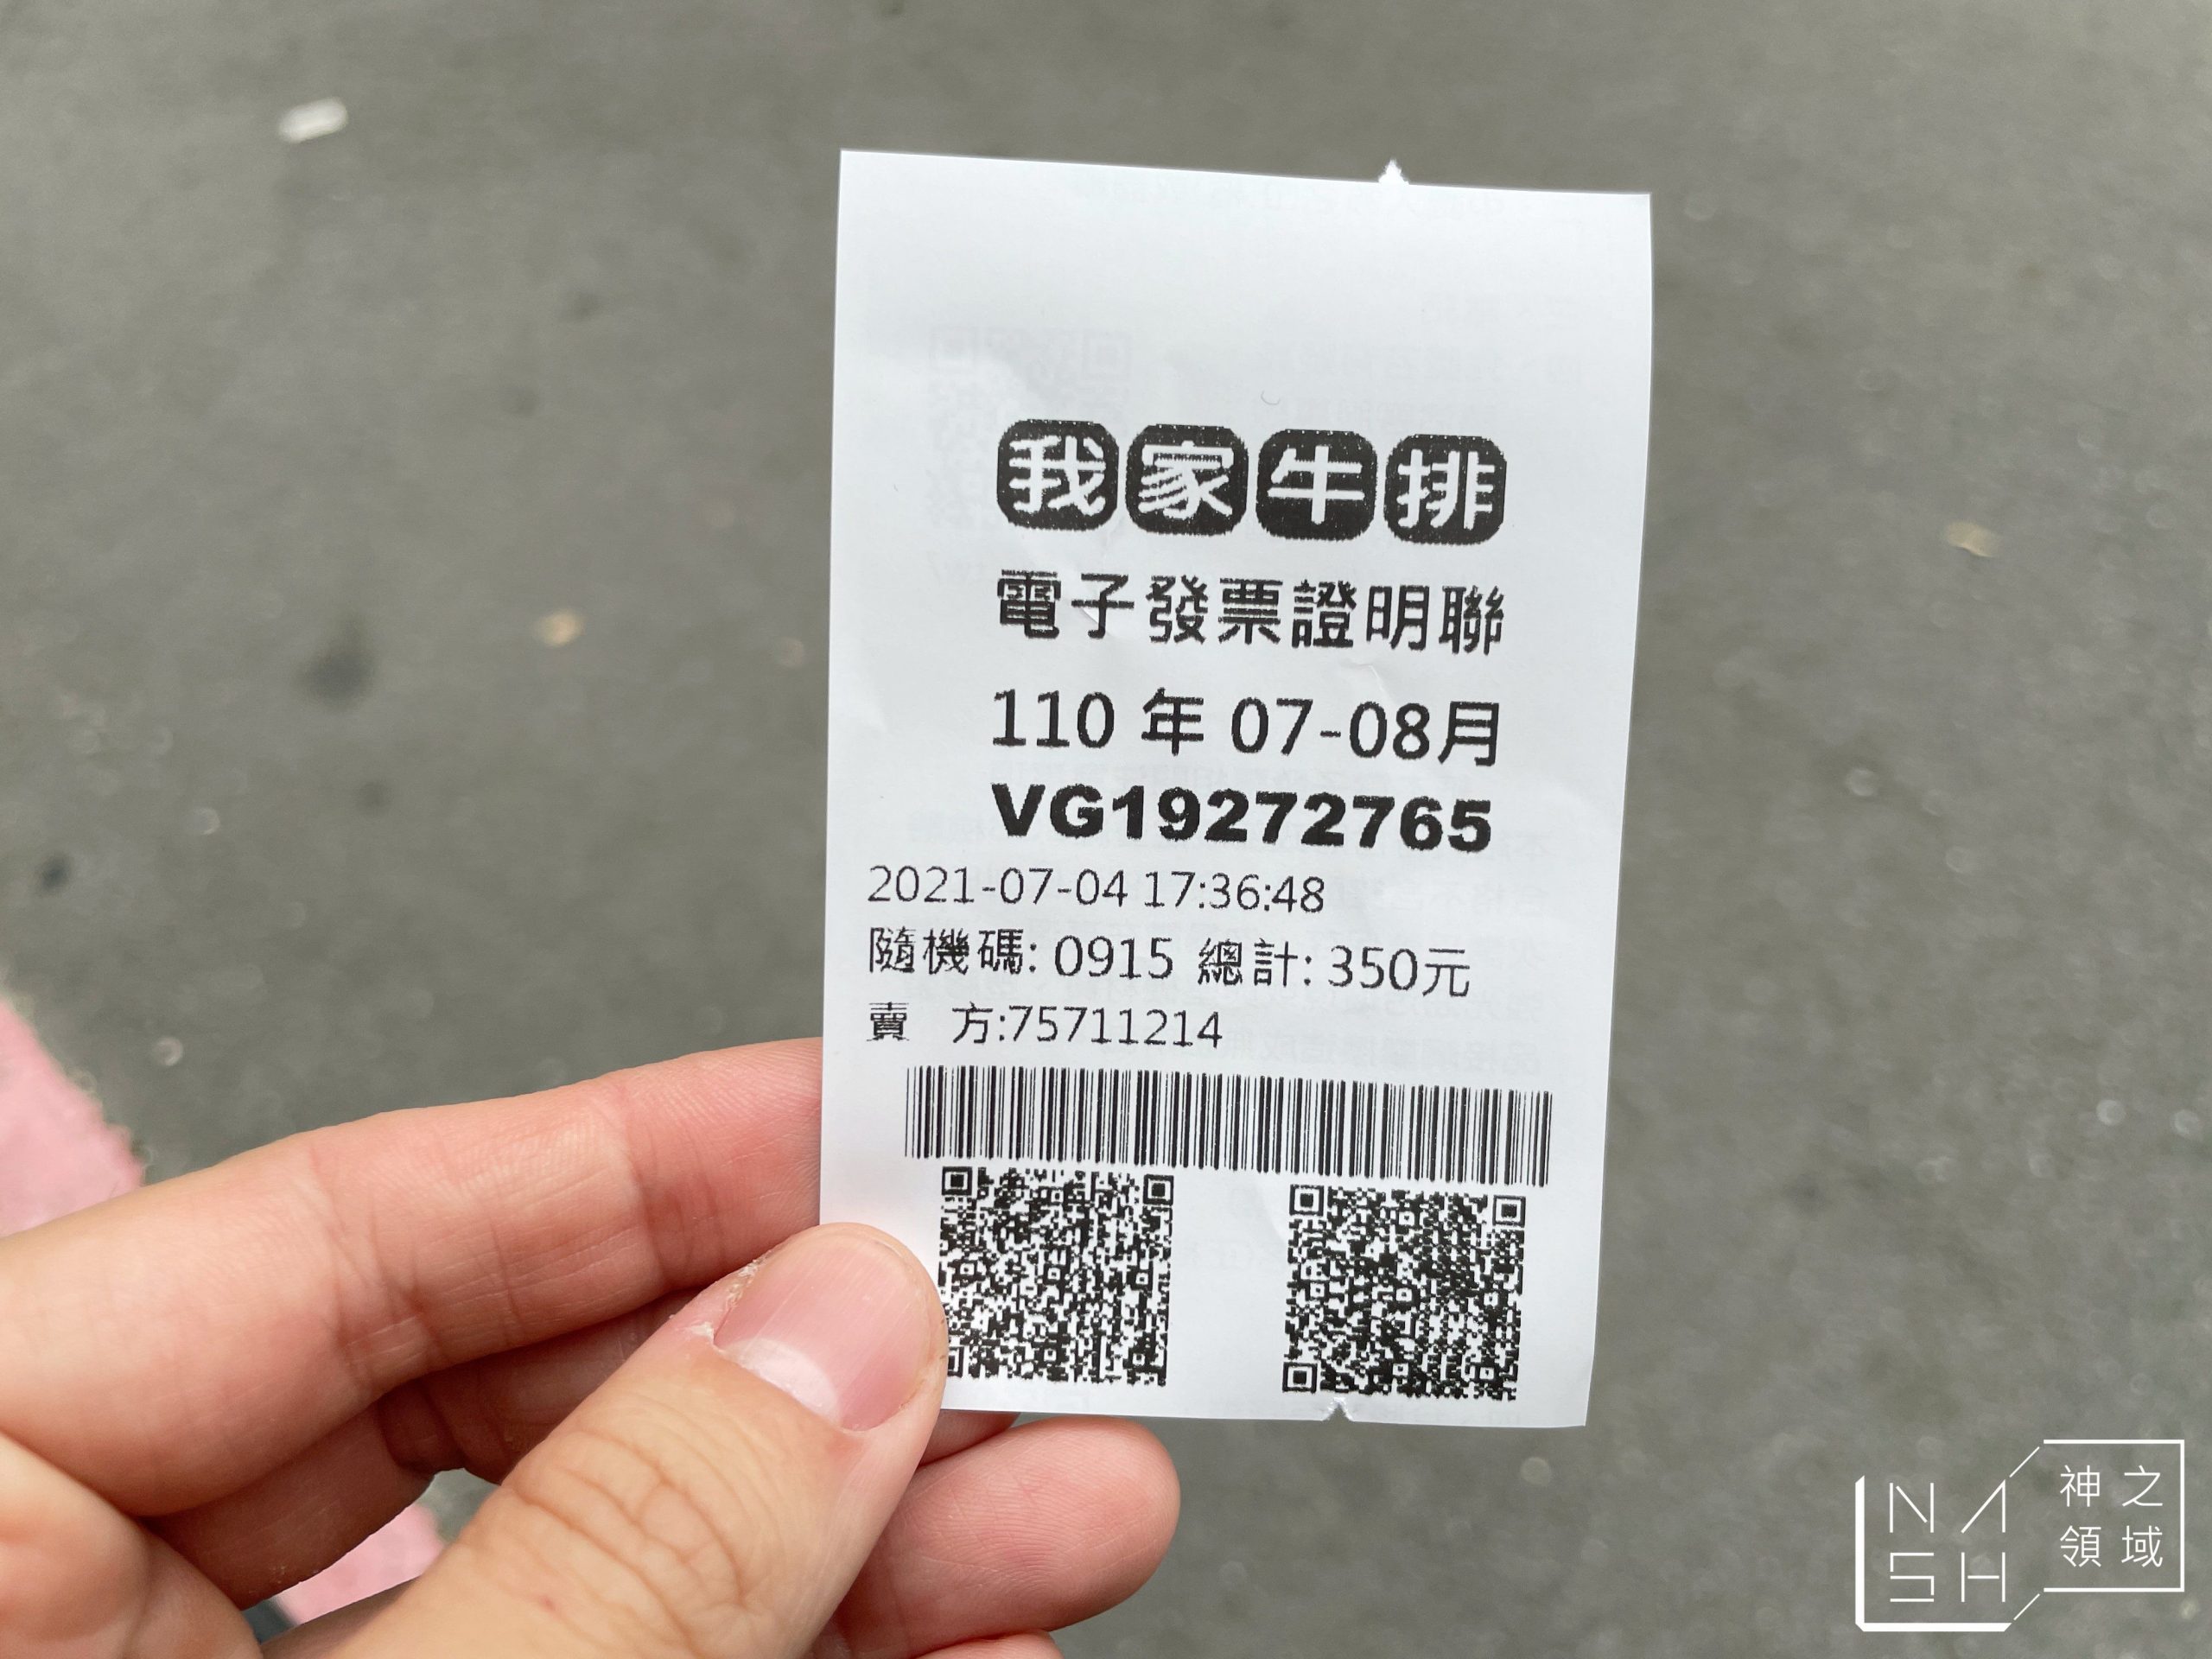 我家牛排
電子發票證明聯
110 年 07-08月
VG19272765
2021-07-04 17:36:48
隨機碼: 0915 總計: 350元
賣 方:75711214
NASH
神之領域